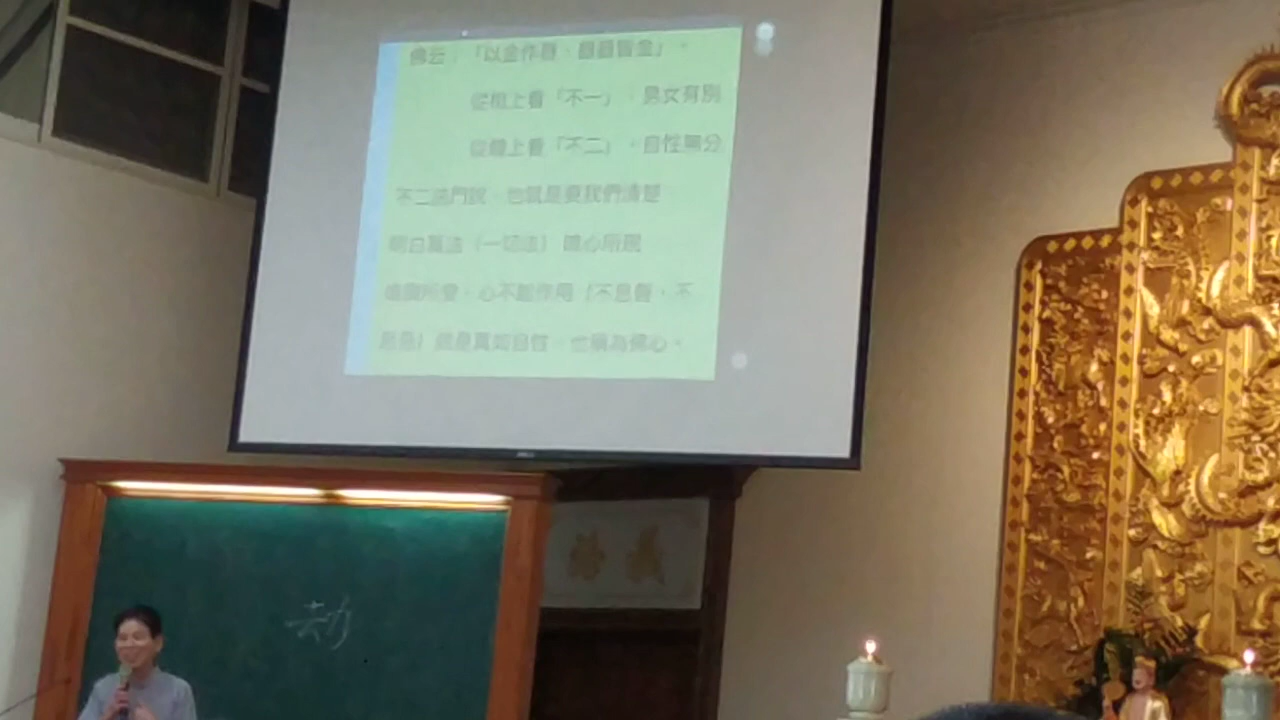 佛云：「以金作器，器器皆金」。
從相上看「不一」，男女有別
從體上看「不二」，自性無分
不二法門說，也就是要我們清楚
明白萬法（一切法）唯心所現
所變，心不起作用（不思善，不
思惡）就是真如自性，也稱為佛心。
劫